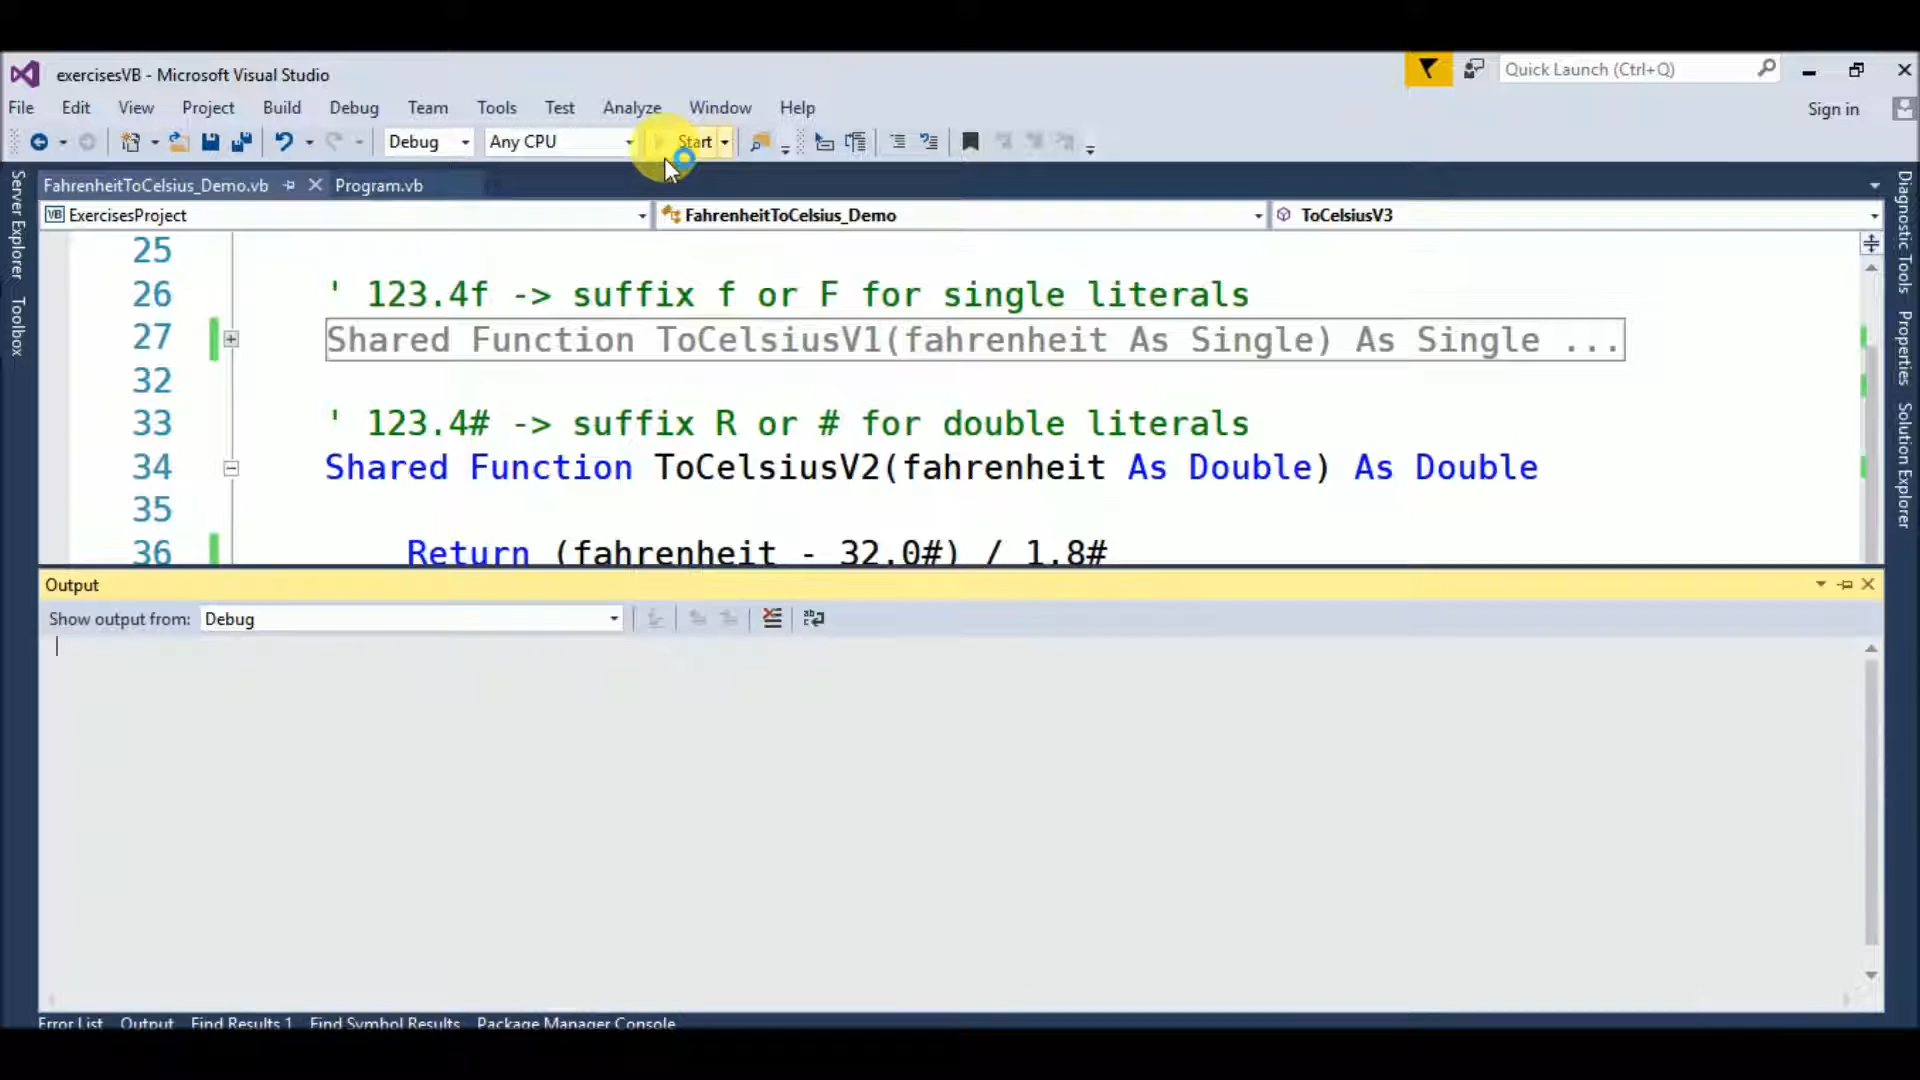 exercisesVB - Microsoft Visual Studio
Quick Launch (Ctrl+Q)
File Edit View Project Build Debug Team Tools Test Analyze Window Help
Sign in
Debug Any CPU Start
FahrenheitToCelsius_Demo.vb Program.vb
VB ExercisesProject FahrenheitToCelsius_Demo ToCelsiusV3
25
26 ' 123.4f -> suffix f or F for single literals
27 Shared Function ToCelsiusV1(fahrenheit As Single) As Single ...
32
33 ' 123.4# -> suffix R or # for double literals
34 Shared Function ToCelsiusV2(fahrenheit As Double) As Double
35
36 Return (fahrenheit - 32.0#) / 1.8#
Output
Show output from: Debug
Error List Output Find Results 1 Find Symbol Results Package Manager Console
Server Explorer
Toolbox
Diagnostic Tools
Properties
Solution Explorer